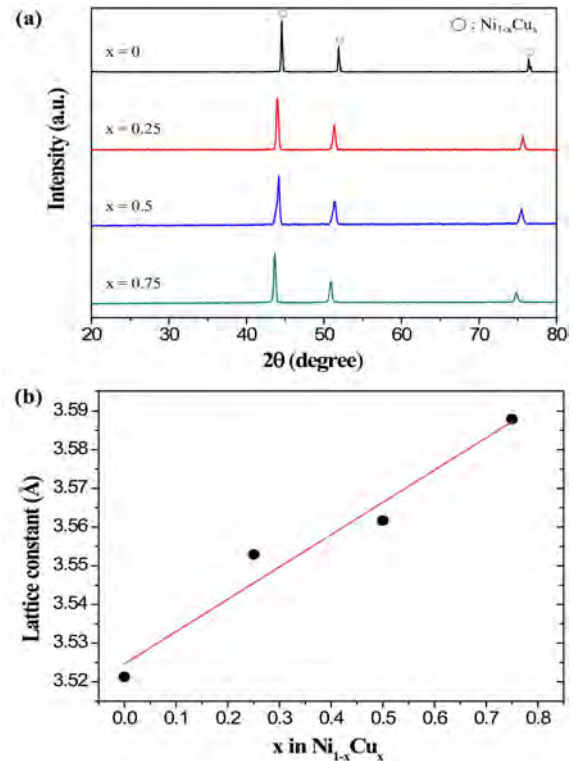 (a)
○ : Ni₁₋ₓCuₓ
x = 0
x = 0.25
x = 0.5
x = 0.75
Intensity (a.u.)
20 30 40 50 60 70 80
2θ (degree)
(b)
3.59
3.58
3.57
3.56
3.55
3.54
3.53
3.52
Lattice constant (Å)
0.0 0.1 0.2 0.3 0.4 0.5 0.6 0.7 0.8
x in Ni₁₋ₓCuₓ